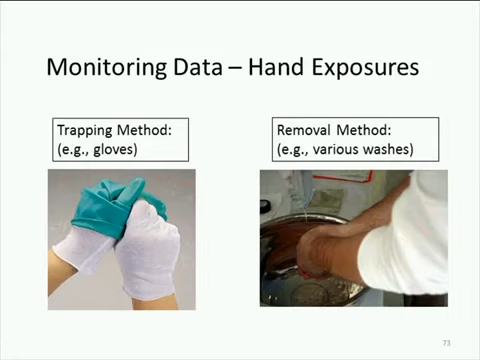 Monitoring Data – Hand Exposures
Trapping Method:
(e.g., gloves)
Removal Method:
(e.g., various washes)
73